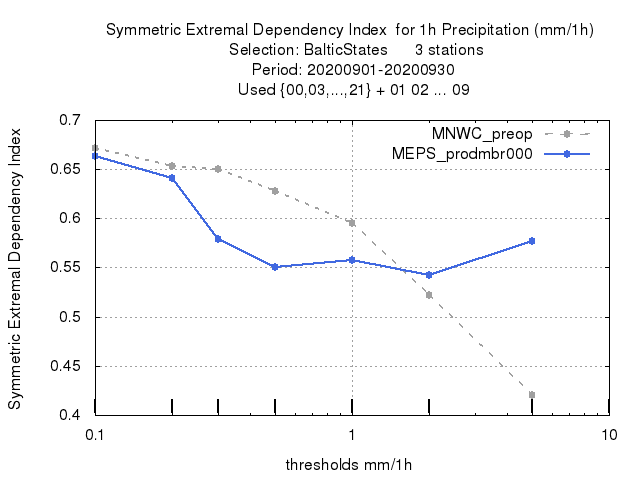 Symmetric Extremal Dependency Index  for 1h Precipitation (mm/1h)
Selection: BalticStates      3 stations
Period: 20200901-20200930
Used {00,03,...,21} + 01 02 ... 09
MNWC_preop
MEPS_prodmbr000
Symmetric Extremal Dependency Index
0.7
0.65
0.6
0.55
0.5
0.45
0.4
0.1 1 10
thresholds mm/1h